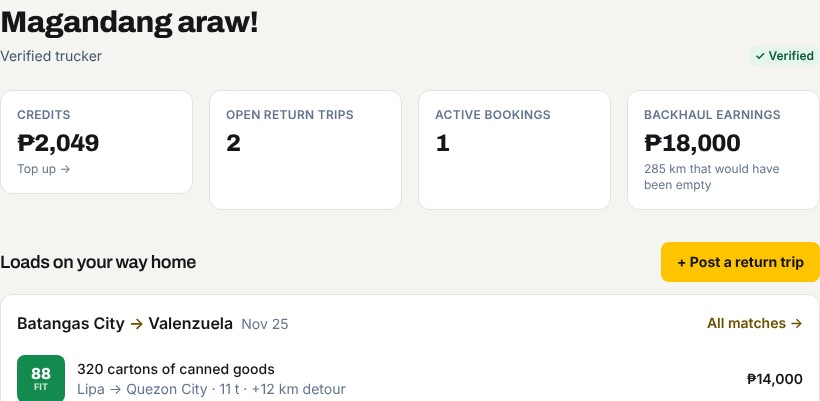 Magandang araw!
Verified trucker
✓ Verified
CREDITS
₱2,049
Top up →
OPEN RETURN TRIPS
2
ACTIVE BOOKINGS
1
BACKHAUL EARNINGS
₱18,000
285 km that would have
been empty
Loads on your way home
+ Post a return trip
Batangas City → Valenzuela Nov 25
All matches →
88
FIT
320 cartons of canned goods
Lipa → Quezon City · 11 t · +12 km detour
₱14,000